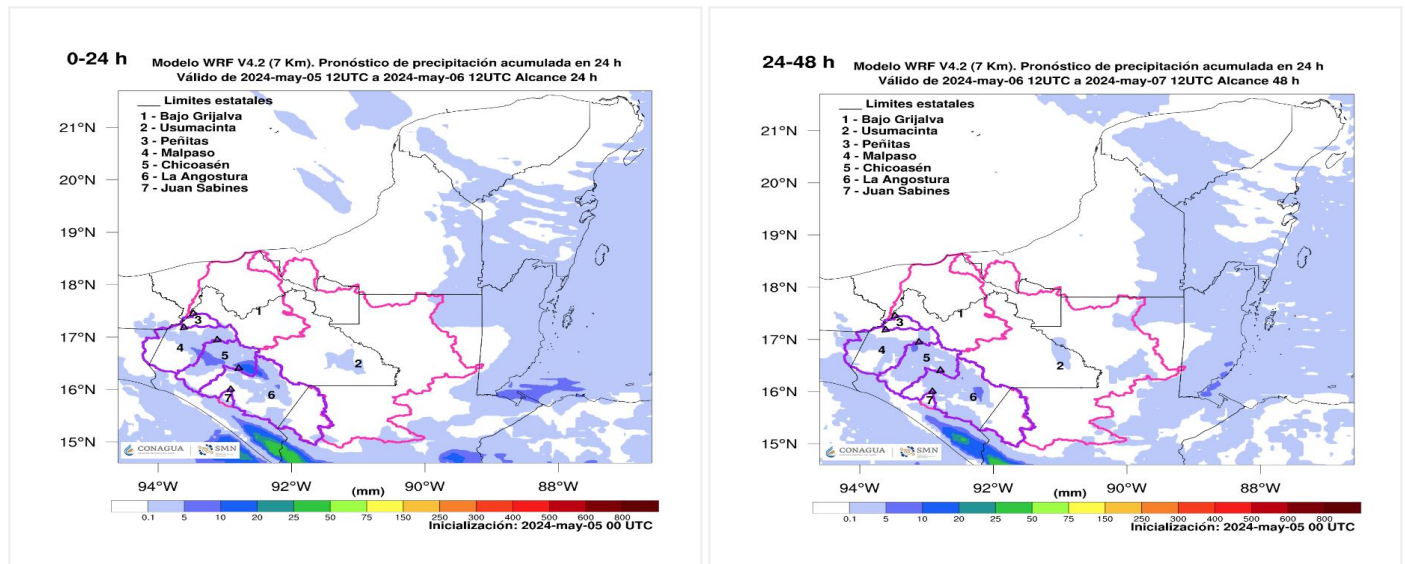 0-24 h
Modelo WRF V4.2 (7 Km). Pronóstico de precipitación acumulada en 24 h
Válido de 2024-may-05 12UTC a 2024-may-06 12UTC Alcance 24 h
Limites estatales
1 - Bajo Grijalva
2 - Usumacinta
3 - Peñitas
4 - Malpaso
5 - Chicoasén
6 - La Angostura
7 - Juan Sabines
21°N
20°N
19°N
18°N
17°N
16°N
15°N
1
3
4
5
2
6
7
CONAGUA
SMN
94°W 92°W 90°W 88°W
(mm)
0.1 5 10 20 25 50 75 150 250 300 400 500 600 800
Inicialización: 2024-may-05 00 UTC
24-48 h
Modelo WRF V4.2 (7 Km). Pronóstico de precipitación acumulada en 24 h
Válido de 2024-may-06 12UTC a 2024-may-07 12UTC Alcance 48 h
Limites estatales
1 - Bajo Grijalva
2 - Usumacinta
3 - Peñitas
4 - Malpaso
5 - Chicoasén
6 - La Angostura
7 - Juan Sabines
21°N
20°N
19°N
18°N
17°N
16°N
15°N
1
3
4
5
2
6
7
CONAGUA
SMN
94°W 92°W 90°W 88°W
(mm)
0.1 5 10 20 25 50 75 150 250 300 400 500 600 800
Inicialización: 2024-may-05 00 UTC